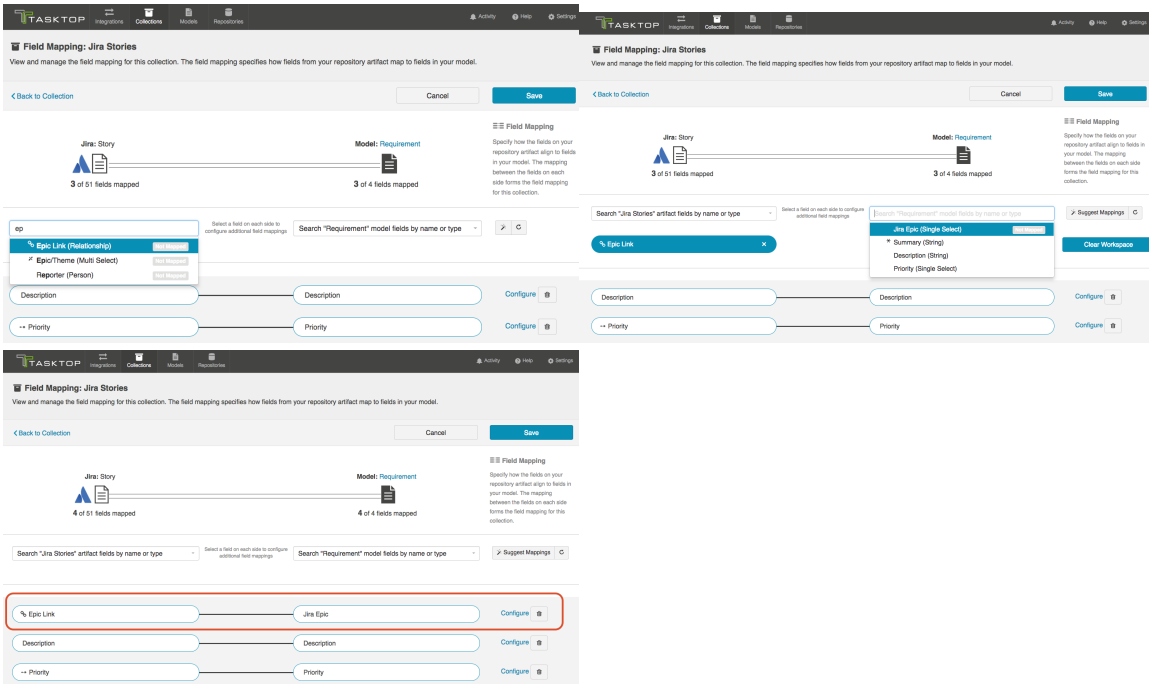 TASKTOP Integrations Collections Models Repositories Activity Help Settings
Field Mapping: Jira Stories
View and manage the field mapping for this collection. The field mapping specifies how fields from your repository artifact map to fields in your model.
Back to Collection Cancel Save
Field Mapping
Specify how the fields on your
repository artifact align to fields
in your model. The mapping
between the fields on each
side forms the field mapping
for this collection.
Jira: Story Model: Requirement
3 of 51 fields mapped 3 of 4 fields mapped
ep Select a field on each side to configure additional field mappings Search "Requirement" model fields by name or type
Epic Link (Relationship) Not Mapped
Epic/Theme (Multi Select) Not Mapped
Reporter (Person) Not Mapped
Description Description Configure
Priority Priority Configure
TASKTOP Integrations Collections Models Repositories Activity Help Settings
Field Mapping: Jira Stories
View and manage the field mapping for this collection. The field mapping specifies how fields from your repository artifact map to fields in your model.
Back to Collection Cancel Save
Field Mapping
Specify how the fields on your
repository artifact align to fields in
your model. The mapping
between the fields on each side
forms the field mapping for this
collection.
Jira: Story Model: Requirement
3 of 51 fields mapped 3 of 4 fields mapped
Search "Jira Stories" artifact fields by name or type Select a field on each side to configure additional field mappings Search "Requirement" model fields by name or type Suggest Mappings
Epic Link × Clear Workspace
Jira Epic (Single Select) Not Mapped
* Summary (String)
Description (String)
Priority (Single Select)
Description Description Configure
Priority Priority Configure
TASKTOP Integrations Collections Models Repositories Activity Help Settings
Field Mapping: Jira Stories
View and manage the field mapping for this collection. The field mapping specifies how fields from your repository artifact map to fields in your model.
Back to Collection Cancel Save
Field Mapping
Specify how the fields on your
repository artifact align to fields in
your model. The mapping
between the fields on each side
forms the field mapping for this
collection.
Jira: Story Model: Requirement
4 of 51 fields mapped 4 of 4 fields mapped
Search "Jira Stories" artifact fields by name or type Select a field on each side to configure additional field mappings Search "Requirement" model fields by name or type Suggest Mappings
Epic Link Jira Epic Configure
Description Description Configure
Priority Priority Configure